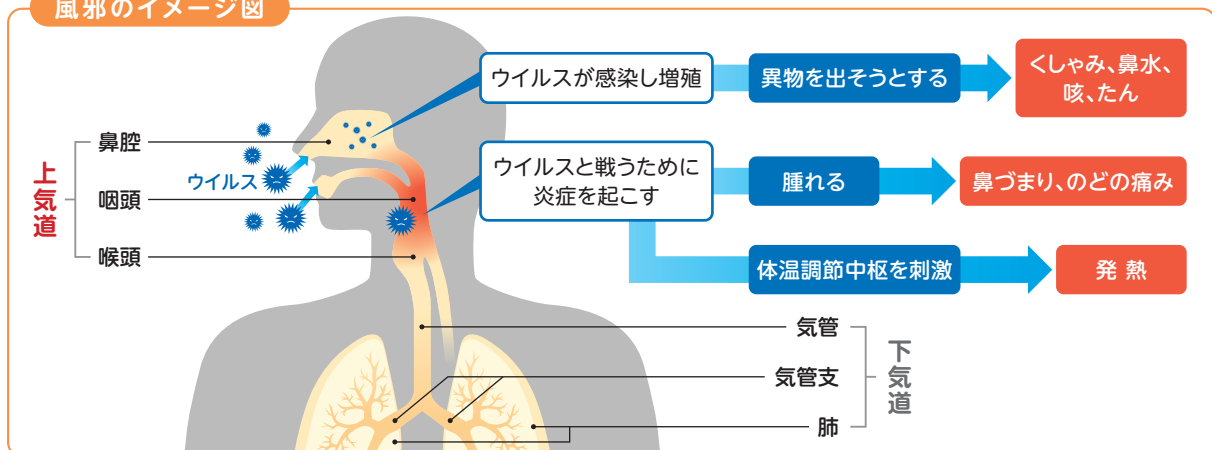 風邪のイメージ図
ウイルスが感染し増殖
異物を出そうとする
くしゃみ、鼻水、
咳、たん
上気道
鼻腔
咽頭
喉頭
ウイルス
ウイルスと戦うために
炎症を起こす
腫れる
鼻づまり、のどの痛み
体温調節中枢を刺激
発熱
気管
気管支
肺
下気道